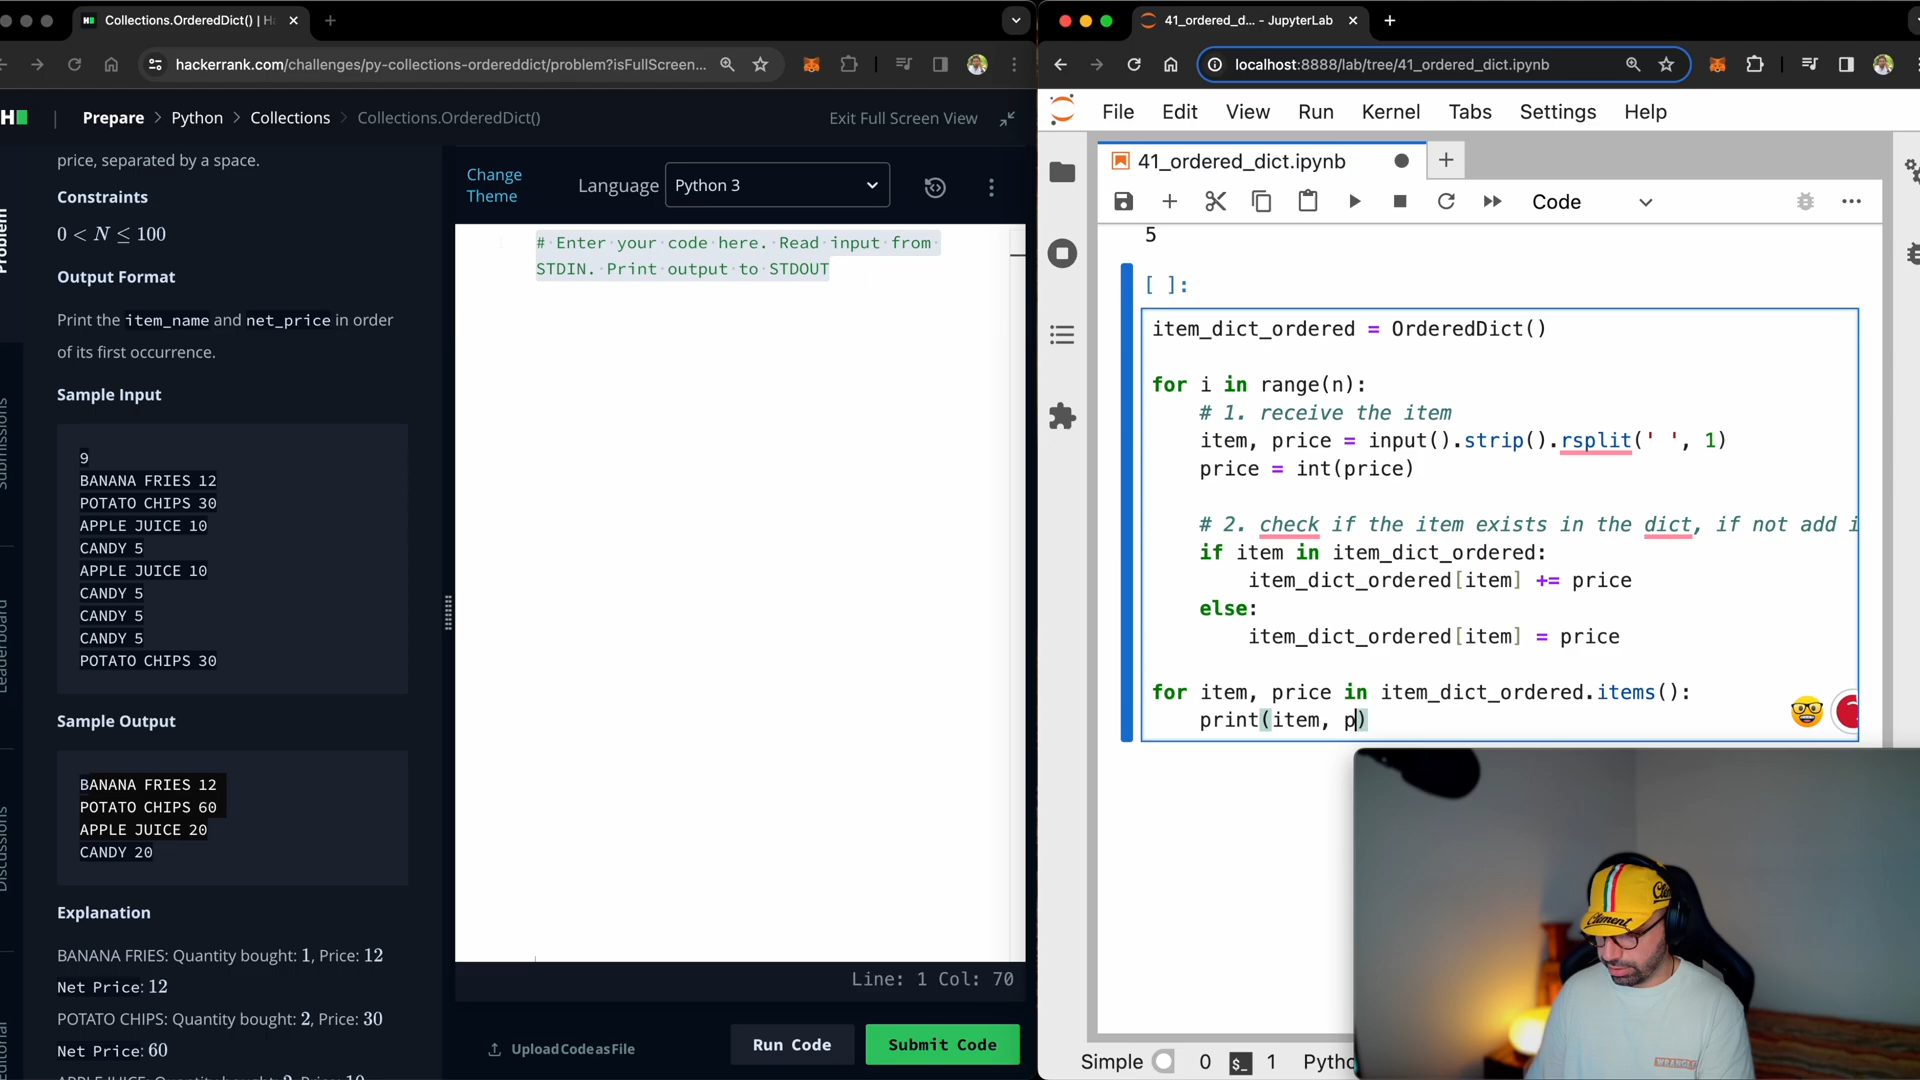 Collections.OrderedDict() | H
hackerrank.com/challenges/py-collections-ordereddict/problem?isFullScreen...
Prepare > Python > Collections > Collections.OrderedDict()
Exit Full Screen View
Problem
Submissions
Leaderboard
Discussions
Editorial
price, separated by a space.
Constraints
0 < N ≤ 100
Output Format
Print the item_name and net_price in order
of its first occurrence.
Sample Input
9
BANANA FRIES 12
POTATO CHIPS 30
APPLE JUICE 10
CANDY 5
APPLE JUICE 10
CANDY 5
CANDY 5
CANDY 5
POTATO CHIPS 30
Sample Output
BANANA FRIES 12
POTATO CHIPS 60
APPLE JUICE 20
CANDY 20
Explanation
BANANA FRIES: Quantity bought: 1, Price: 12
Net Price: 12
POTATO CHIPS: Quantity bought: 2, Price: 30
Net Price: 60
Change
Theme
Language
Python 3
1
# Enter your code here. Read input from
STDIN. Print output to STDOUT
Line: 1 Col: 70
Upload Code as File
Run Code
Submit Code
41_ordered_d... - JupyterLab
localhost:8888/lab/tree/41_ordered_dict.ipynb
File Edit View Run Kernel Tabs Settings Help
41_ordered_dict.ipynb
Code
5
[ ]:
item_dict_ordered = OrderedDict()
for i in range(n):
# 1. receive the item
item, price = input().strip().rsplit(' ', 1)
price = int(price)
# 2. check if the item exists in the dict, if not add i
if item in item_dict_ordered:
item_dict_ordered[item] += price
else:
item_dict_ordered[item] = price
for item, price in item_dict_ordered.items():
print(item, p)
Simple 0 $_ 1 Pytho
Clement
WRANGLER